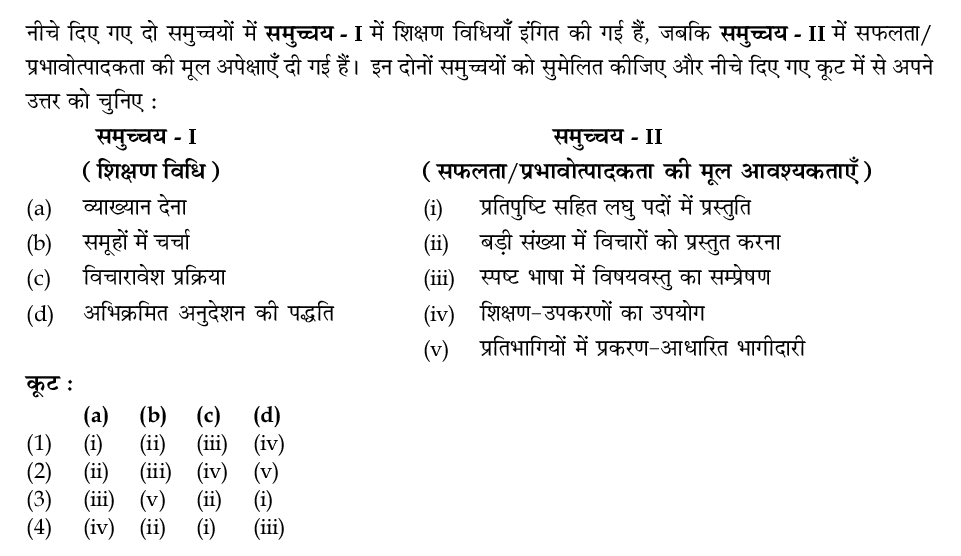 नीचे दिए गए दो समुच्चयों में समुच्चय - I में शिक्षण विधियाँ इंगित की गई हैं, जबकि समुच्चय - II में सफलता/
प्रभावोत्पादकता की मूल अपेक्षाएँ दी गई हैं। इन दोनों समुच्चयों को सुमेलित कीजिए और नीचे दिए गए कूट में से अपने
उत्तर को चुनिए :
समुच्चय - I समुच्चय - II
( शिक्षण विधि ) ( सफलता/प्रभावोत्पादकता की मूल आवश्यकताएँ )
(a) व्याख्यान देना (i) प्रतिपुष्टि सहित लघु पदों में प्रस्तुति
(b) समूहों में चर्चा (ii) बड़ी संख्या में विचारों को प्रस्तुत करना
(c) विचारावेश प्रक्रिया (iii) स्पष्ट भाषा में विषयवस्तु का सम्प्रेषण
(d) अभिक्रमित अनुदेशन की पद्धति (iv) शिक्षण-उपकरणों का उपयोग
(v) प्रतिभागियों में प्रकरण-आधारित भागीदारी
कूट :
(a) (b) (c) (d)
(1) (i) (ii) (iii) (iv)
(2) (ii) (iii) (iv) (v)
(3) (iii) (v) (ii) (i)
(4) (iv) (ii) (i) (iii)